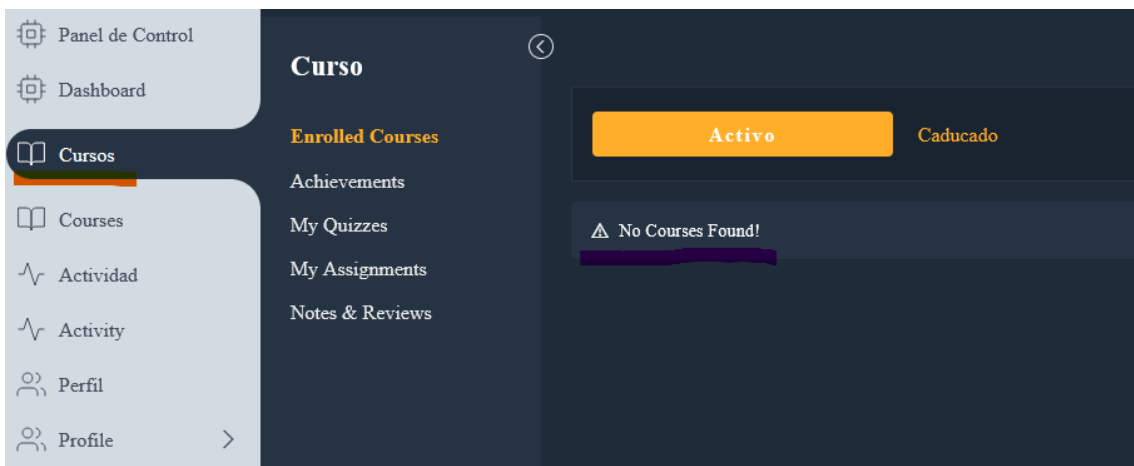 Panel de Control
Dashboard
Cursos
Courses
Actividad
Activity
Perfil
Profile
Curso
Enrolled Courses
Achievements
My Quizzes
My Assignments
Notes & Reviews
Activo
Caducado
No Courses Found!